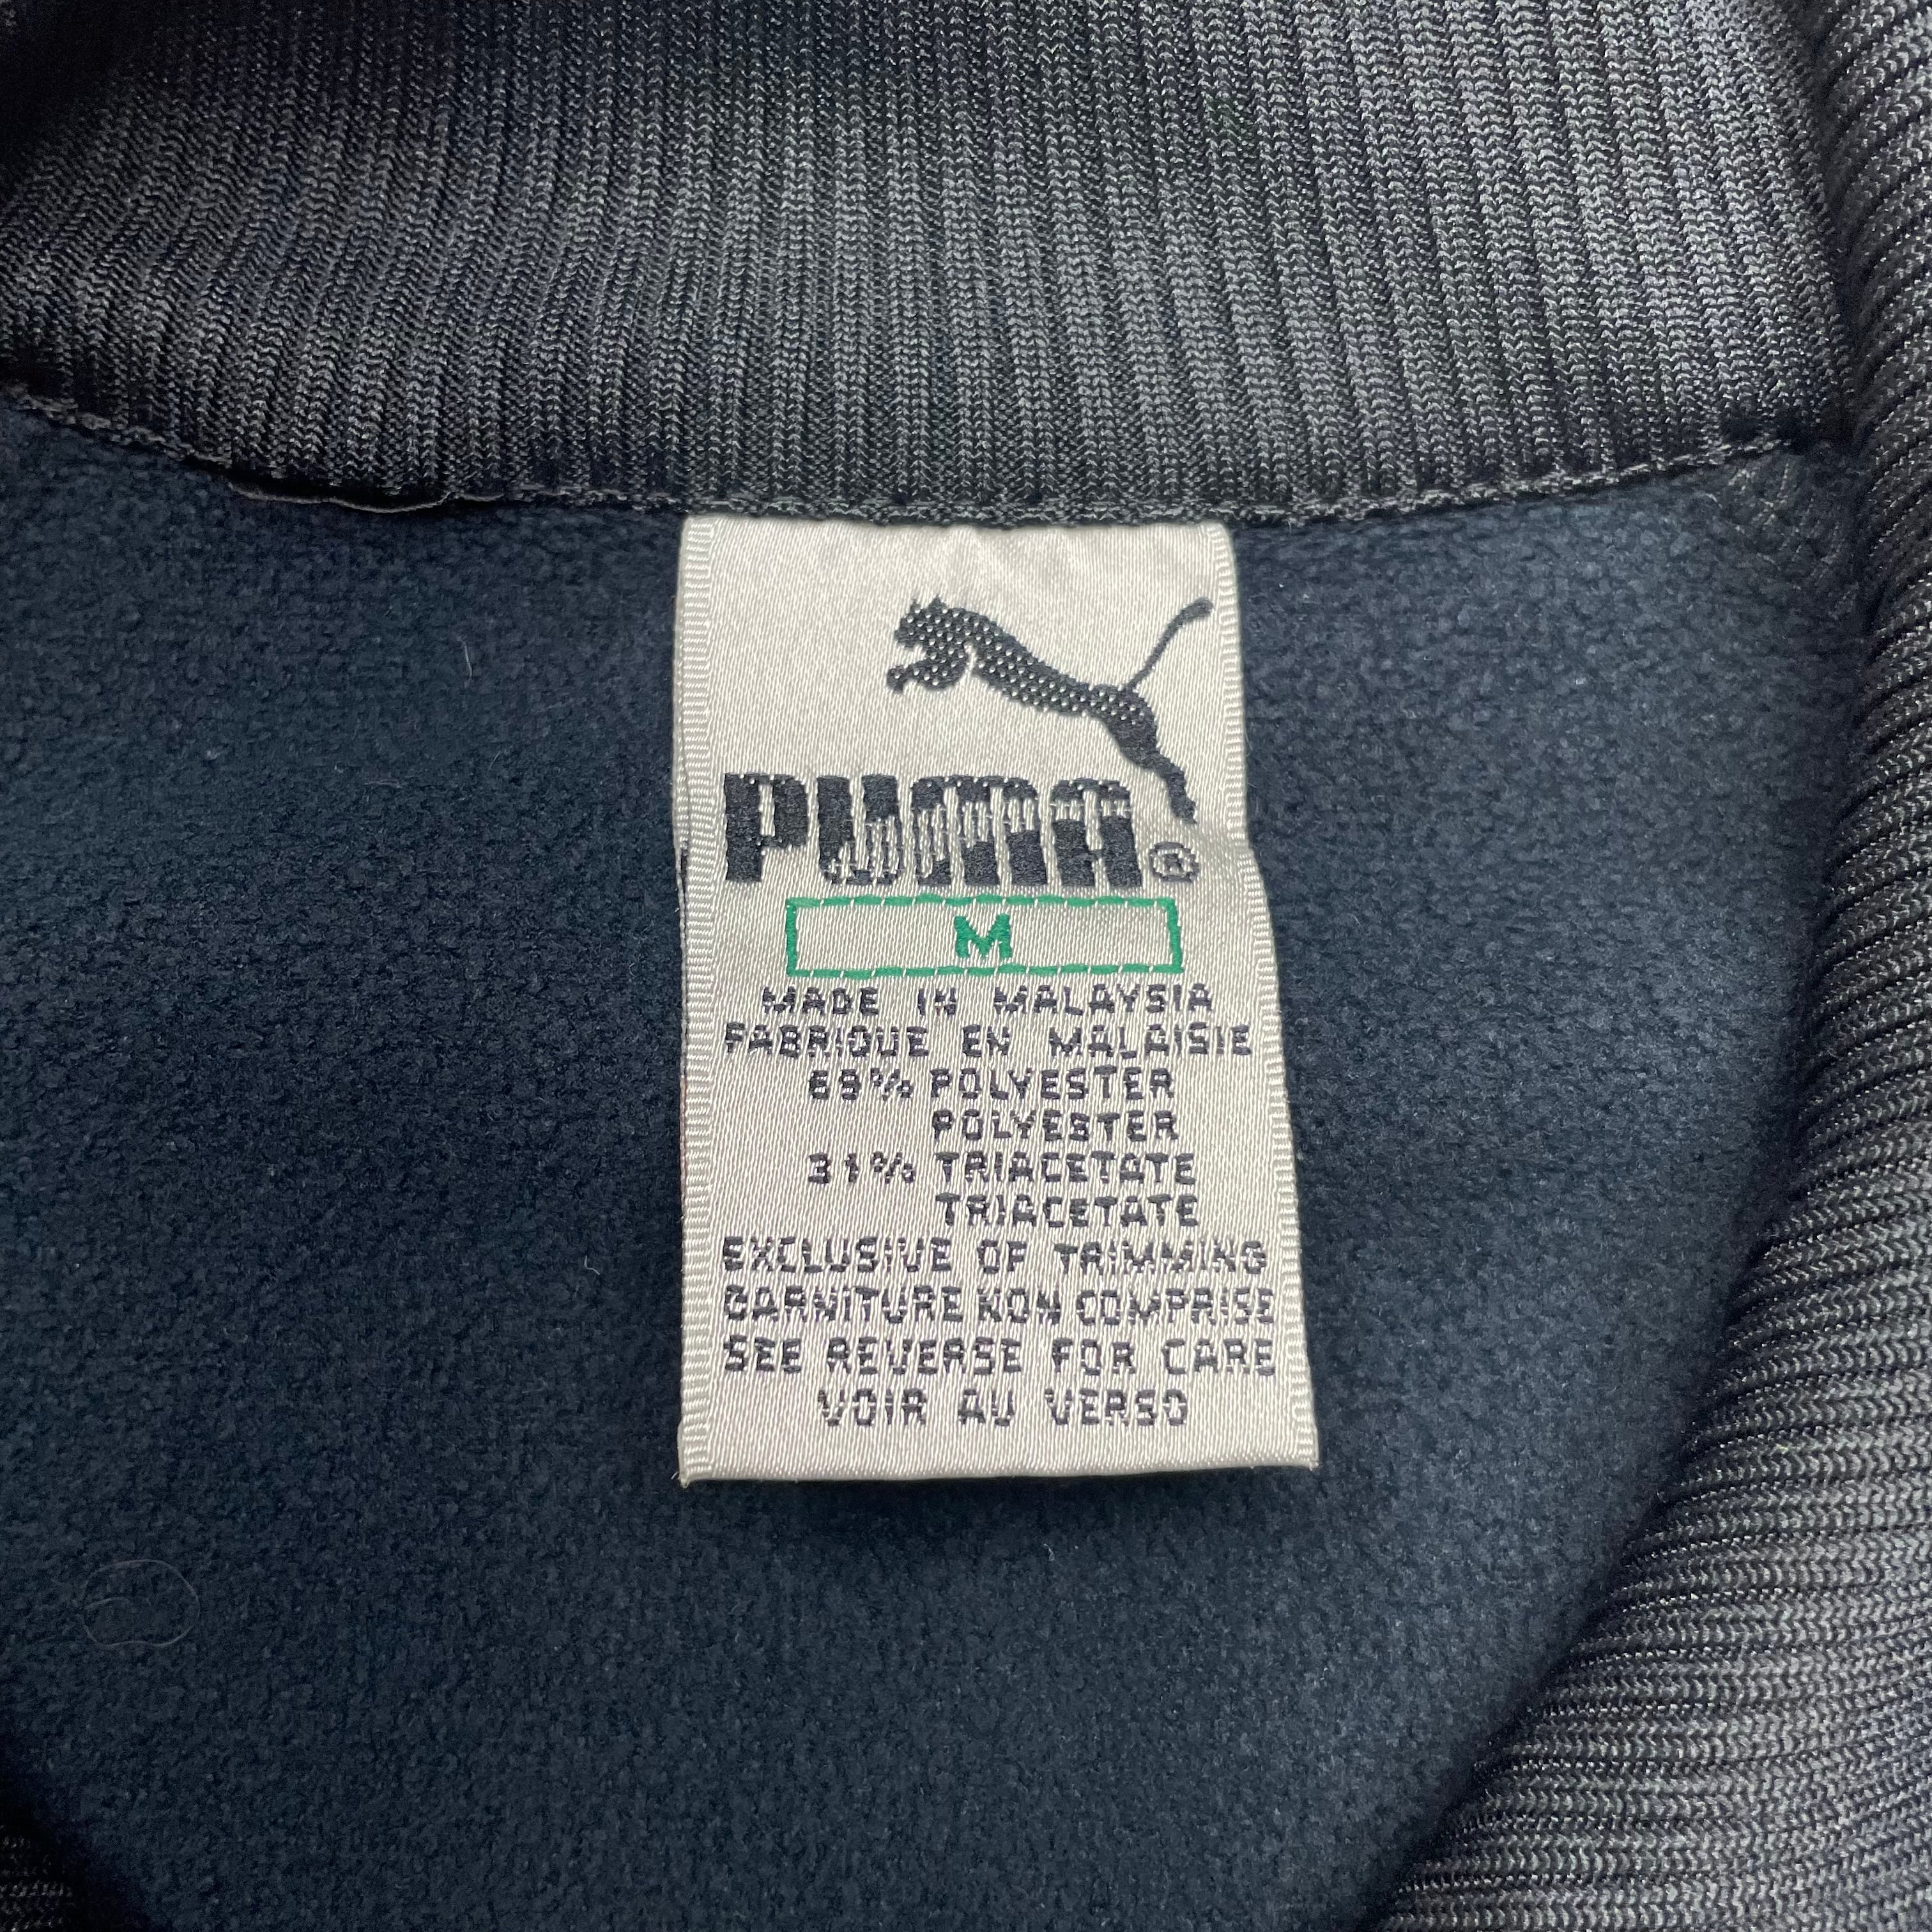 PUMA®
M
MADE IN MALAYSIA
FABRIQUE EN MALAISIE
69% POLYESTER
POLYESTER
31% TRIACETATE
TRIACETATE
EXCLUSIVE OF TRIMMING
GARNITURE NON COMPRISE
SEE REVERSE FOR CARE
VOIR AU VERSO